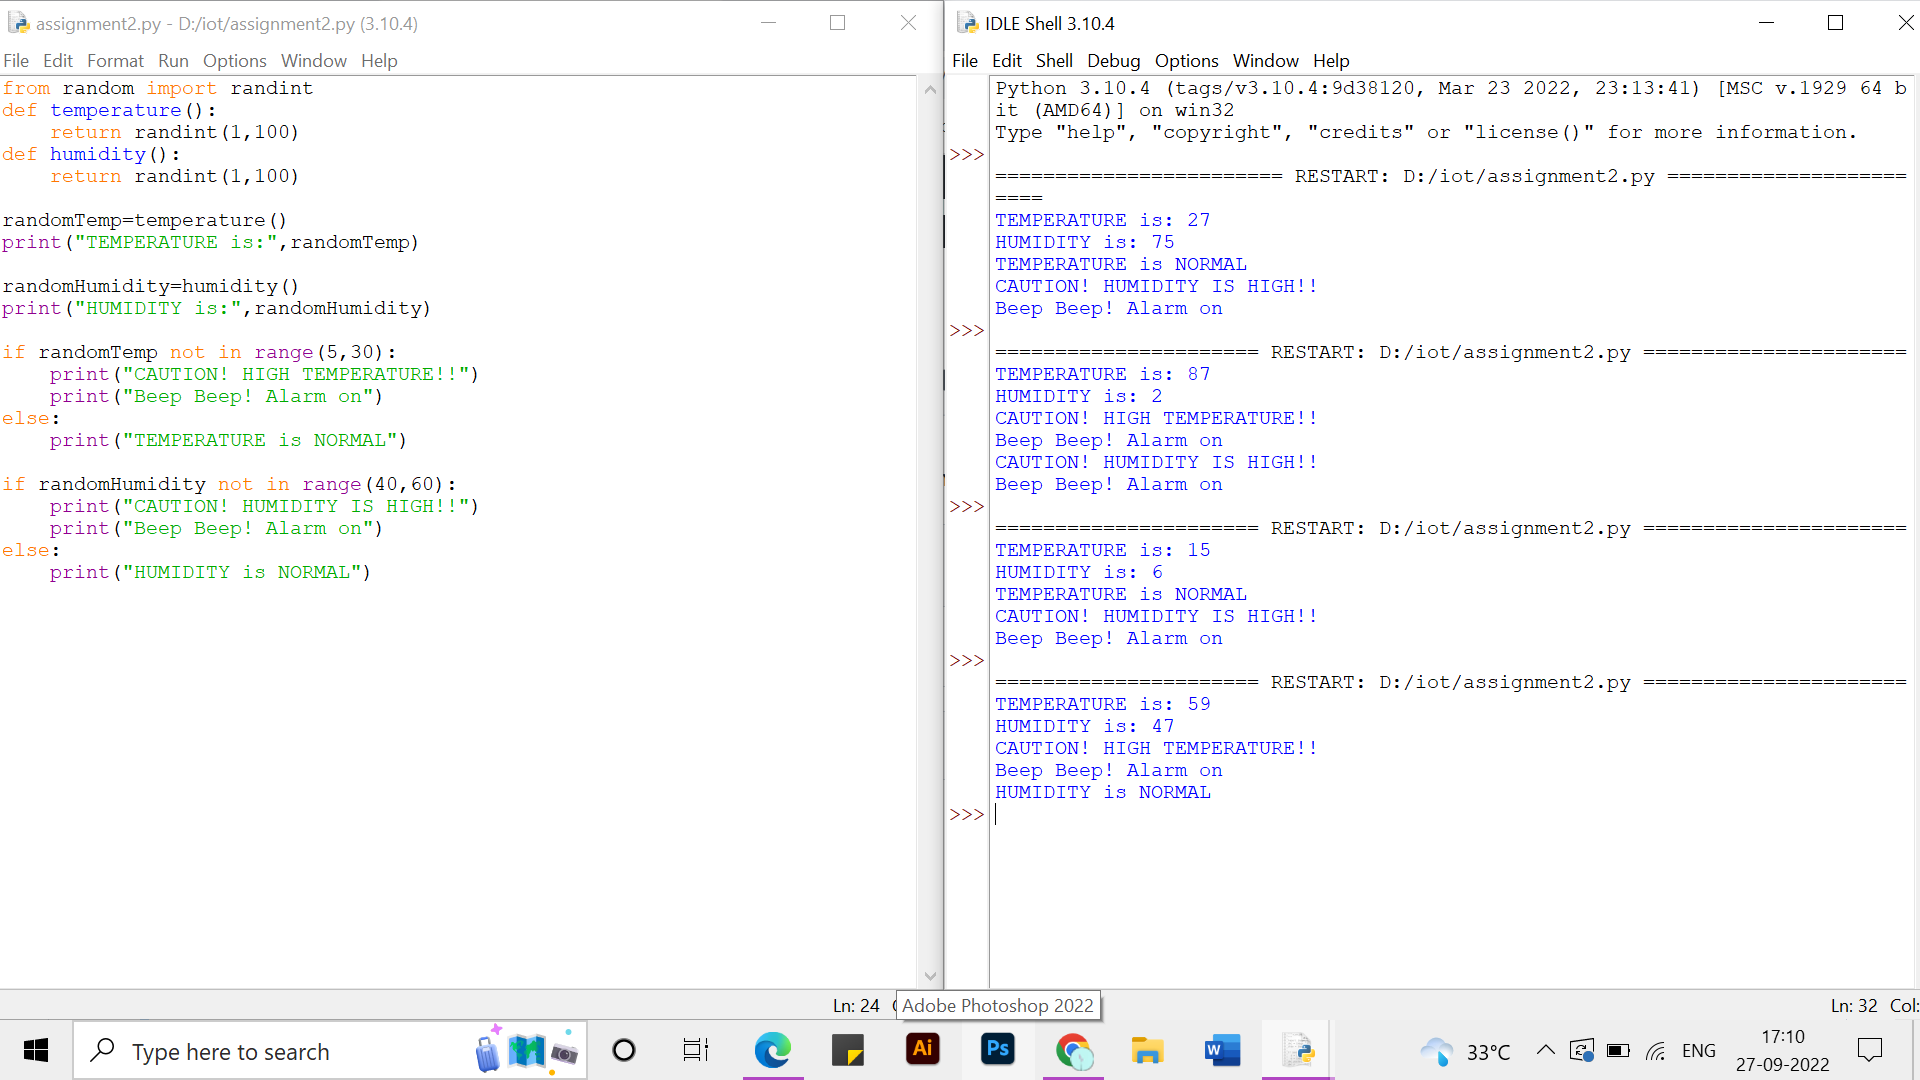 assignment2.py - D:/iot/assignment2.py (3.10.4)
File Edit Format Run Options Window Help
from random import randint
def temperature():
    return randint(1,100)
def humidity():
    return randint(1,100)
randomTemp=temperature()
print("TEMPERATURE is:",randomTemp)
randomHumidity=humidity()
print("HUMIDITY is:",randomHumidity)
if randomTemp not in range(5,30):
    print("CAUTION! HIGH TEMPERATURE!!")
    print("Beep Beep! Alarm on")
else:
    print("TEMPERATURE is NORMAL")
if randomHumidity not in range(40,60):
    print("CAUTION! HUMIDITY IS HIGH!!")
    print("Beep Beep! Alarm on")
else:
    print("HUMIDITY is NORMAL")
Ln: 24
IDLE Shell 3.10.4
File Edit Shell Debug Options Window Help
Python 3.10.4 (tags/v3.10.4:9d38120, Mar 23 2022, 23:13:41) [MSC v.1929 64 b
it (AMD64)] on win32
Type "help", "copyright", "credits" or "license()" for more information.
>>>
======================== RESTART: D:/iot/assignment2.py ====================
====
TEMPERATURE is: 27
HUMIDITY is: 75
TEMPERATURE is NORMAL
CAUTION! HUMIDITY IS HIGH!!
Beep Beep! Alarm on
>>>
====================== RESTART: D:/iot/assignment2.py ======================
TEMPERATURE is: 87
HUMIDITY is: 2
CAUTION! HIGH TEMPERATURE!!
Beep Beep! Alarm on
CAUTION! HUMIDITY IS HIGH!!
Beep Beep! Alarm on
>>>
====================== RESTART: D:/iot/assignment2.py ======================
TEMPERATURE is: 15
HUMIDITY is: 6
TEMPERATURE is NORMAL
CAUTION! HUMIDITY IS HIGH!!
Beep Beep! Alarm on
>>>
====================== RESTART: D:/iot/assignment2.py ======================
TEMPERATURE is: 59
HUMIDITY is: 47
CAUTION! HIGH TEMPERATURE!!
Beep Beep! Alarm on
HUMIDITY is NORMAL
>>>
Ln: 32 Col:
Adobe Photoshop 2022
Type here to search
Ai
Ps
W
33°C
ENG
17:10
27-09-2022